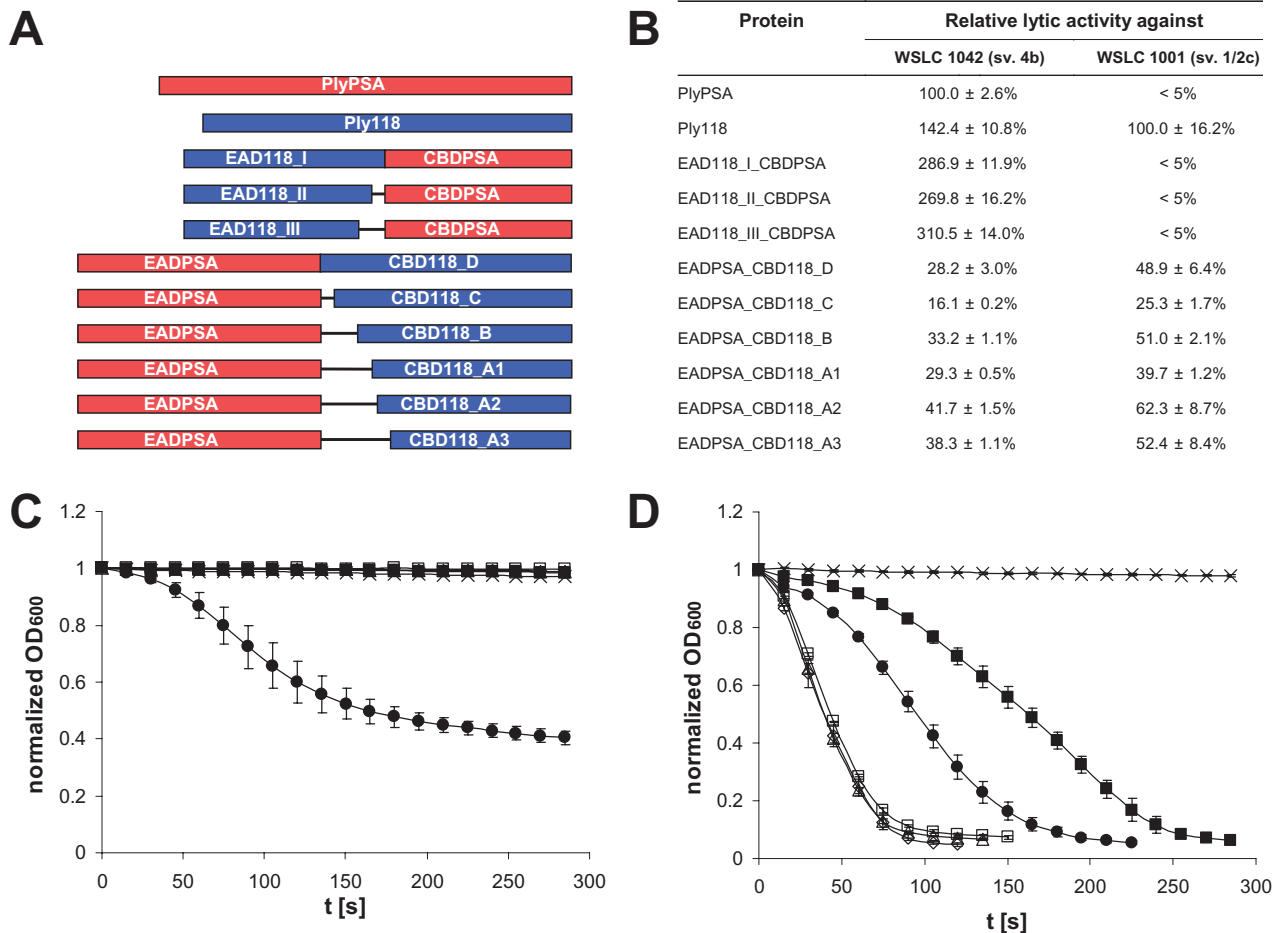 A
PlyPSA
Ply118
EAD118_I CBDPSA
EAD118_II CBDPSA
EAD118_III CBDPSA
EADPSA CBD118_D
EADPSA CBD118_C
EADPSA CBD118_B
EADPSA CBD118_A1
EADPSA CBD118_A2
EADPSA CBD118_A3
B
Protein Relative lytic activity against
WSLC 1042 (sv. 4b) WSLC 1001 (sv. 1/2c)
PlyPSA 100.0 ± 2.6% < 5%
Ply118 142.4 ± 10.8% 100.0 ± 16.2%
EAD118_I_CBDPSA 286.9 ± 11.9% < 5%
EAD118_II_CBDPSA 269.8 ± 16.2% < 5%
EAD118_III_CBDPSA 310.5 ± 14.0% < 5%
EADPSA_CBD118_D 28.2 ± 3.0% 48.9 ± 6.4%
EADPSA_CBD118_C 16.1 ± 0.2% 25.3 ± 1.7%
EADPSA_CBD118_B 33.2 ± 1.1% 51.0 ± 2.1%
EADPSA_CBD118_A1 29.3 ± 0.5% 39.7 ± 1.2%
EADPSA_CBD118_A2 41.7 ± 1.5% 62.3 ± 8.7%
EADPSA_CBD118_A3 38.3 ± 1.1% 52.4 ± 8.4%
C
normalized OD600
1.2
1
0.8
0.6
0.4
0.2
0
0 50 100 150 200 250 300
t [s]
D
normalized OD600
1.2
1
0.8
0.6
0.4
0.2
0
0 50 100 150 200 250 300
t [s]